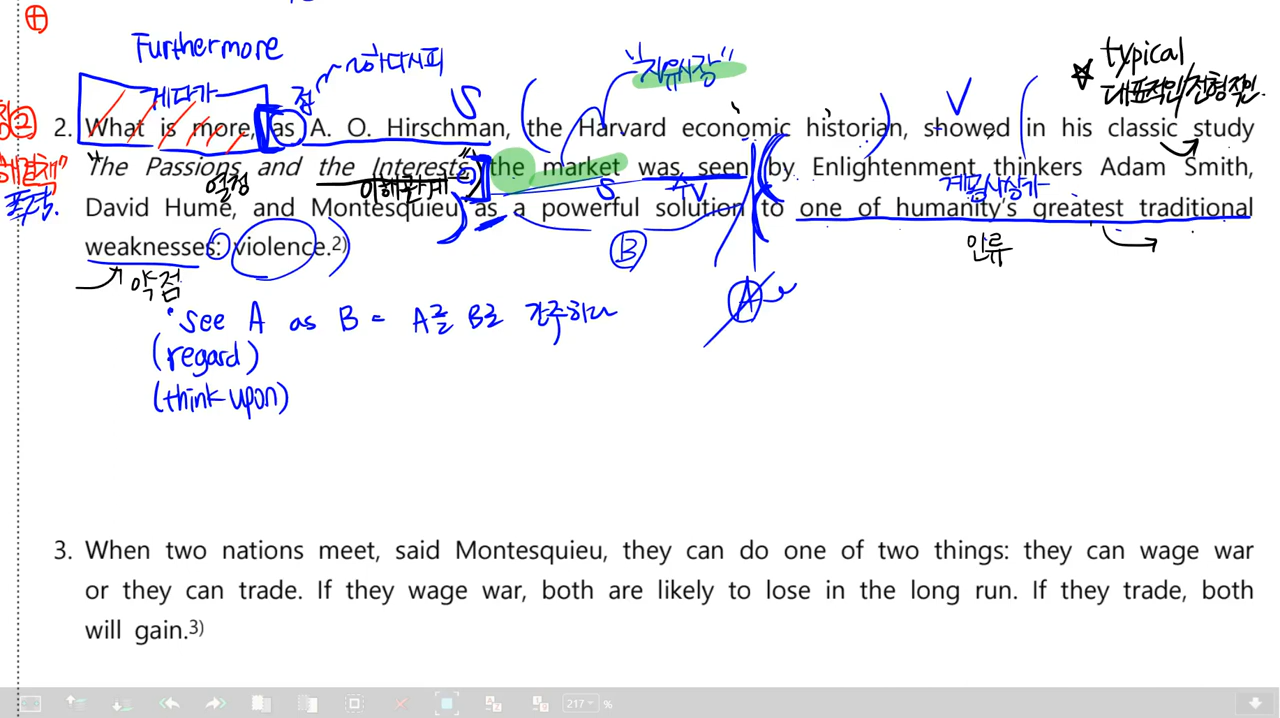 Furthermore
게다가
접 ~하다시피
S
"자유시장"
V
☆ typical
대표적인/전형적인
2. What is more, as A. O. Hirschman, the Harvard economic historian, showed in his classic study
The Passions and the Interests, the market was seen by Enlightenment thinkers Adam Smith,
열정 이해관계 S V 계몽사상가
David Hume, and Montesquieu as a powerful solution to one of humanity's greatest traditional
weaknesses: violence.2)
약점 B A 인류
see A as B = A를 B로 간주하다
(regard)
(think upon)
3. When two nations meet, said Montesquieu, they can do one of two things: they can wage war
or they can trade. If they wage war, both are likely to lose in the long run. If they trade, both
will gain.3)
217 %